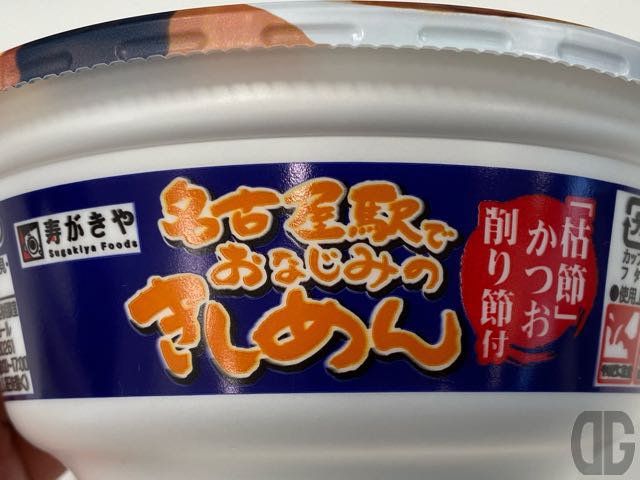 寿がきや
Sugakiya Foods
名古屋駅で
おなじみの
きしめん
「枯節」
かつお
削り節付
DG